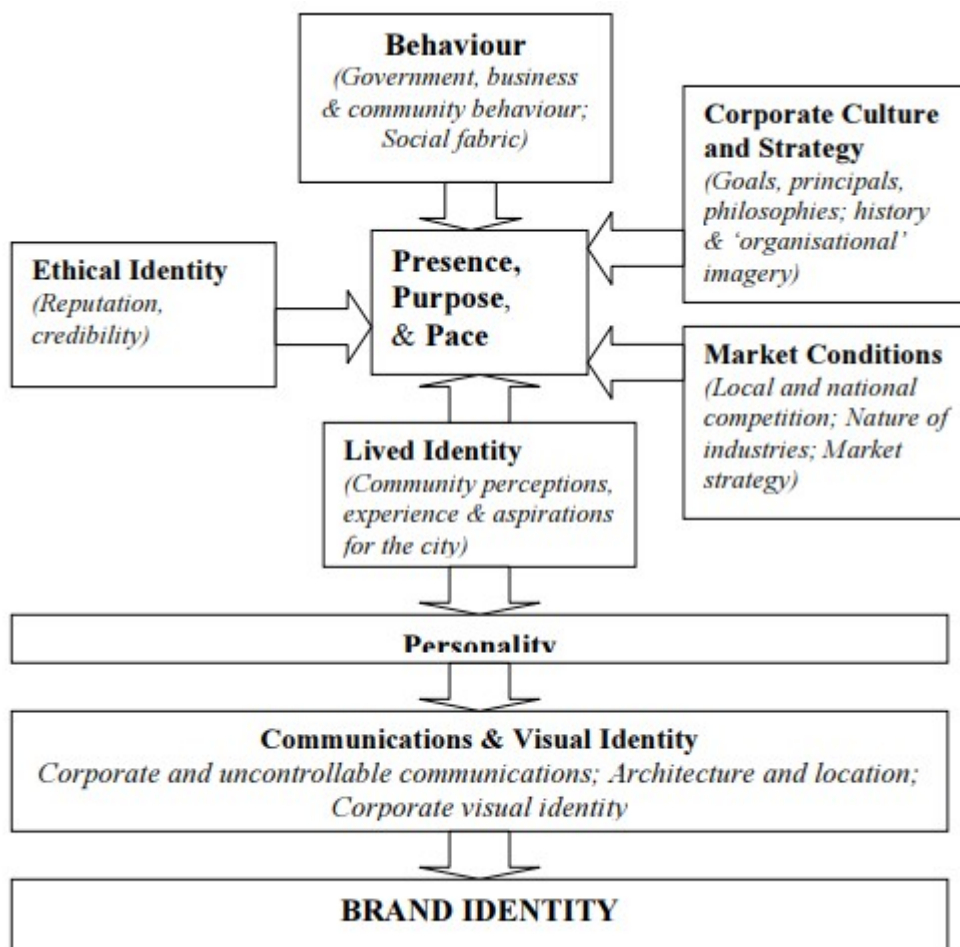 Behaviour
(Government, business
& community behaviour;
Social fabric)
Corporate Culture
and Strategy
(Goals, principals,
philosophies; history
& ‘organisational’
imagery)
Ethical Identity
(Reputation,
credibility)
Presence,
Purpose,
& Pace
Market Conditions
(Local and national
competition; Nature of
industries; Market
strategy)
Lived Identity
(Community perceptions,
experience & aspirations
for the city)
Personality
Communications & Visual Identity
Corporate and uncontrollable communications; Architecture and location;
Corporate visual identity
BRAND IDENTITY